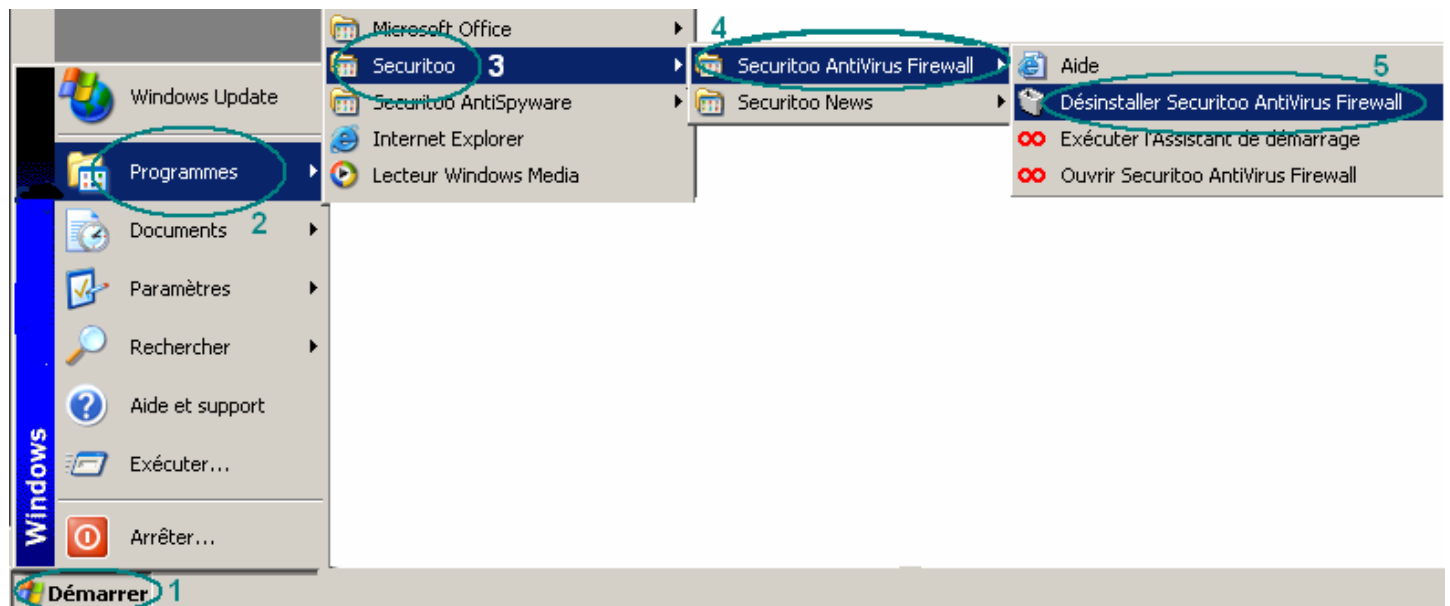 Microsoft Office
4
Securitoo
3
Securitoo AntiVirus Firewall
Aide
5
Windows Update
Securitoo AntiSpyware
Securitoo News
Désinstaller Securitoo AntiVirus Firewall
Internet Explorer
Exécuter l'Assistant de démarrage
Programmes
Lecteur Windows Media
Ouvrir Securitoo AntiVirus Firewall
2
Documents
Paramètres
Rechercher
Aide et support
Exécuter...
Windows
Arrêter...
Démarrer
1